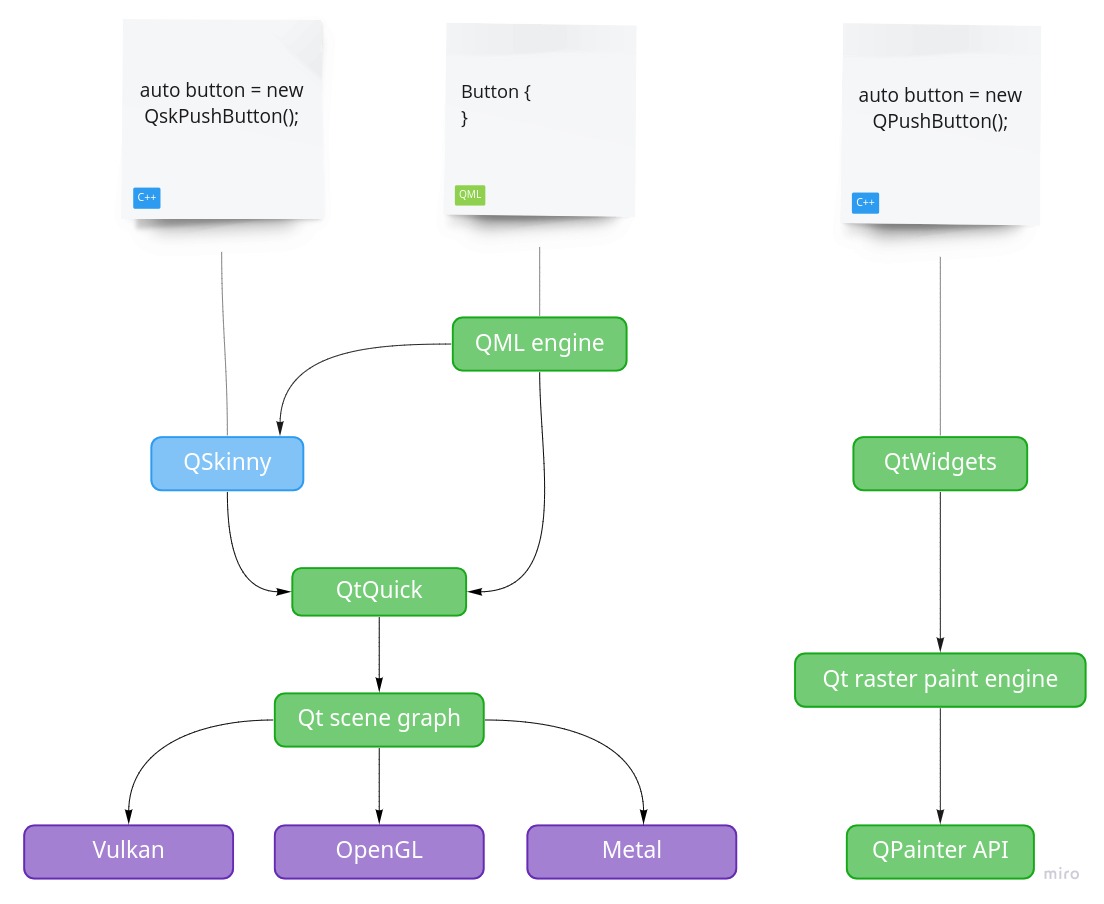 auto button = new
QskPushButton();
C++
Button {
}
QML
auto button = new
QPushButton();
C++
QML engine
QSkinny
QtWidgets
QtQuick
Qt raster paint engine
Qt scene graph
Vulkan
OpenGL
Metal
QPainter API
miro